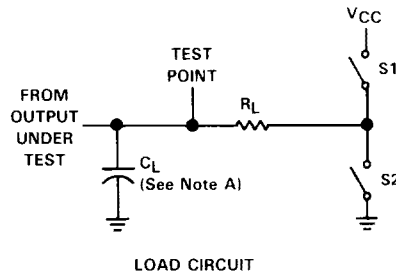 VCC
S1
TEST
POINT
FROM
OUTPUT
UNDER
TEST
RL
CL
(See Note A)
S2
LOAD CIRCUIT